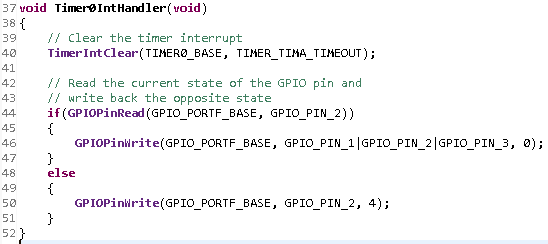 37 void Timer0IntHandler(void)
38 {
39     // Clear the timer interrupt
40     TimerIntClear(TIMER0_BASE, TIMER_TIMA_TIMEOUT);
41
42     // Read the current state of the GPIO pin and
43     // write back the opposite state
44     if(GPIOPinRead(GPIO_PORTF_BASE, GPIO_PIN_2))
45     {
46         GPIOPinWrite(GPIO_PORTF_BASE, GPIO_PIN_1|GPIO_PIN_2|GPIO_PIN_3, 0);
47     }
48     else
49     {
50         GPIOPinWrite(GPIO_PORTF_BASE, GPIO_PIN_2, 4);
51     }
52 }